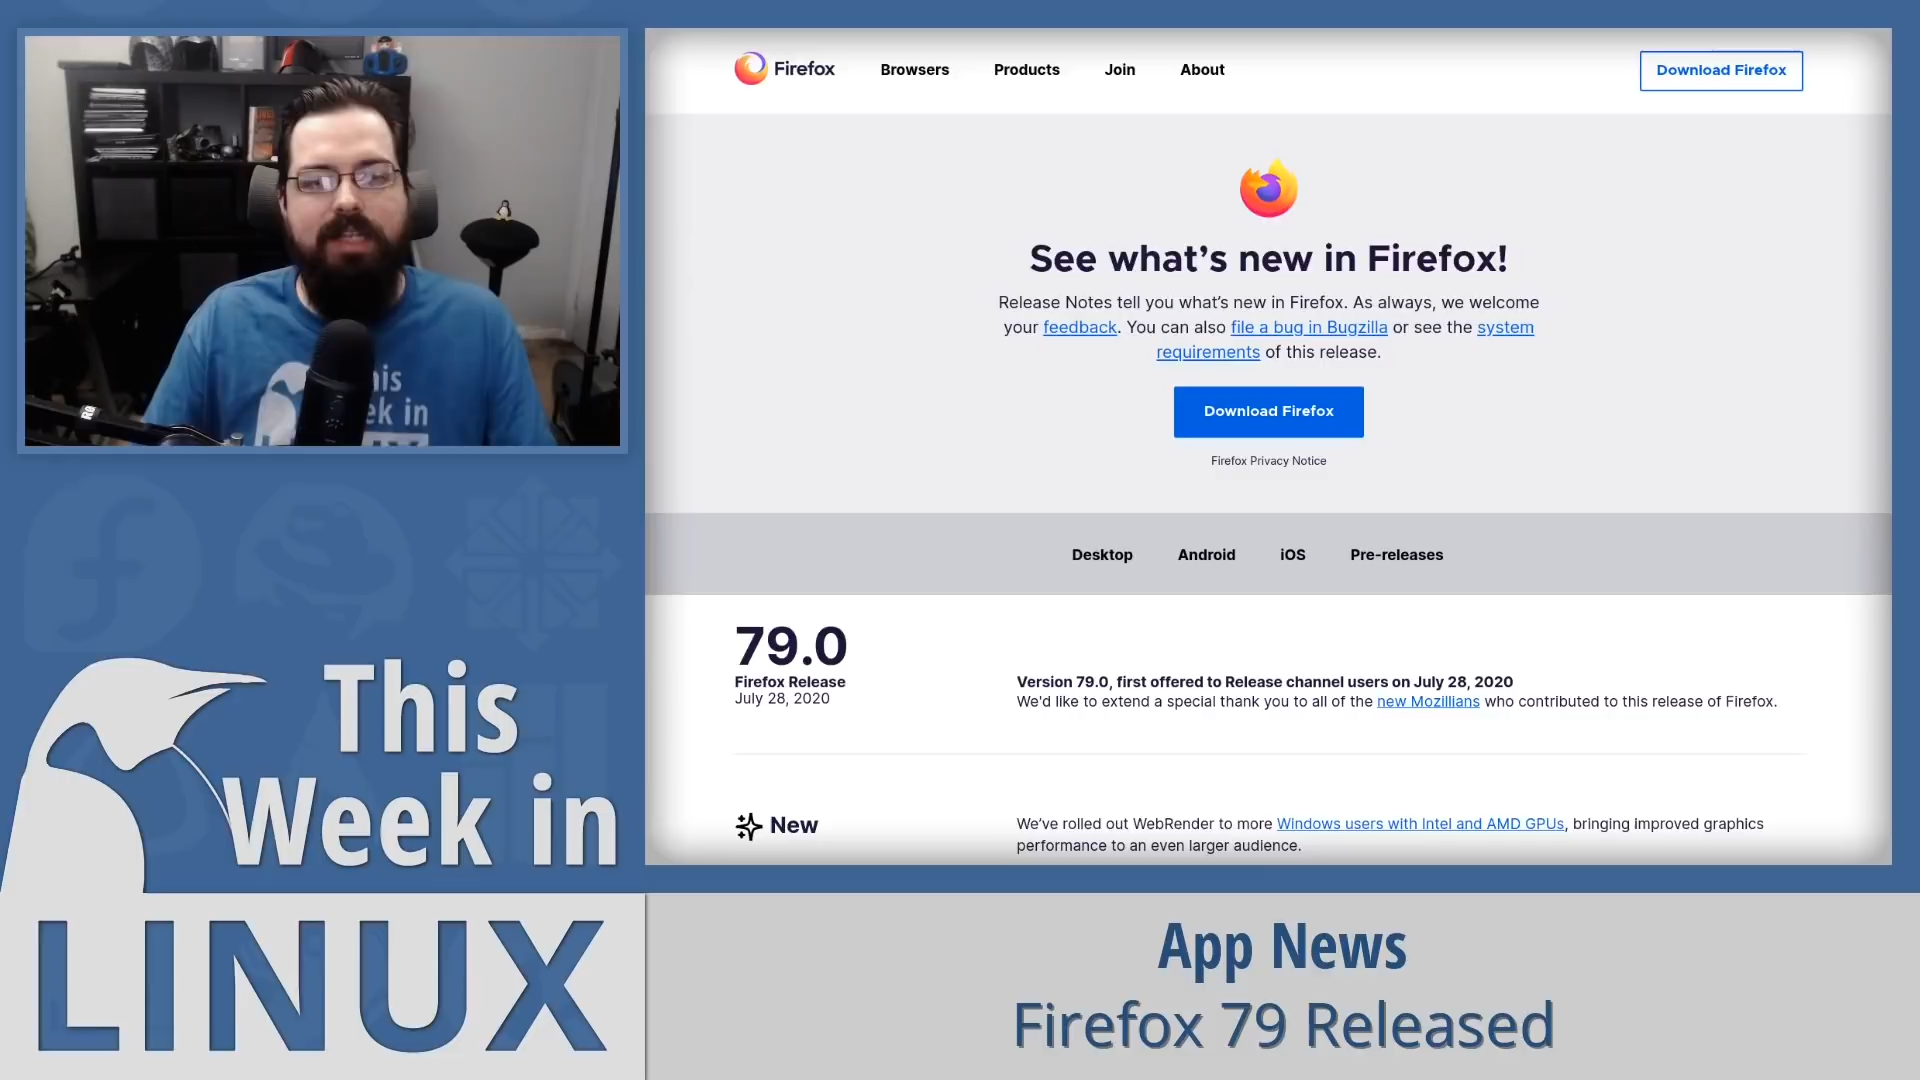 Firefox
Browsers
Products
Join
About
Download Firefox
See what's new in Firefox!
Release Notes tell you what's new in Firefox. As always, we welcome
your feedback. You can also file a bug in Bugzilla or see the system
requirements of this release.
Download Firefox
Firefox Privacy Notice
Desktop
Android
iOS
Pre-releases
79.0
Firefox Release
July 28, 2020
Version 79.0, first offered to Release channel users on July 28, 2020
We'd like to extend a special thank you to all of the new Mozillians who contributed to this release of Firefox.
New
We've rolled out WebRender to more Windows users with Intel and AMD GPUs, bringing improved graphics
performance to an even larger audience.
This
Week in
LINUX
App News
Firefox 79 Released